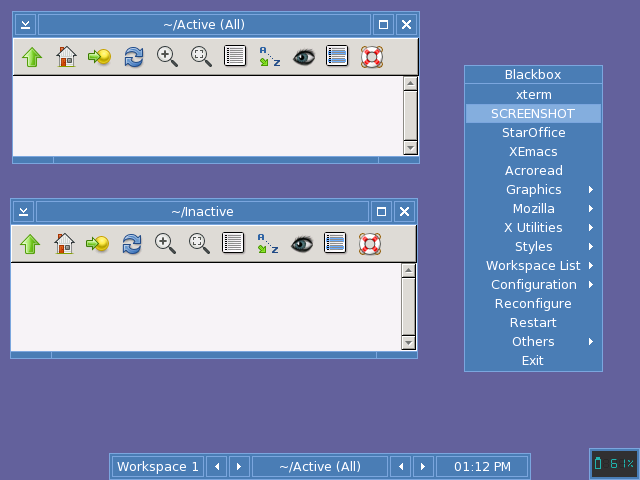 ~/Active (All)
A
Z
~/Inactive
A
Z
Blackbox
xterm
SCREENSHOT
StarOffice
XEmacs
Acroread
Graphics
Mozilla
X Utilities
Styles
Workspace List
Configuration
Reconfigure
Restart
Others
Exit
Workspace 1
~/Active (All)
01:12 PM
61%